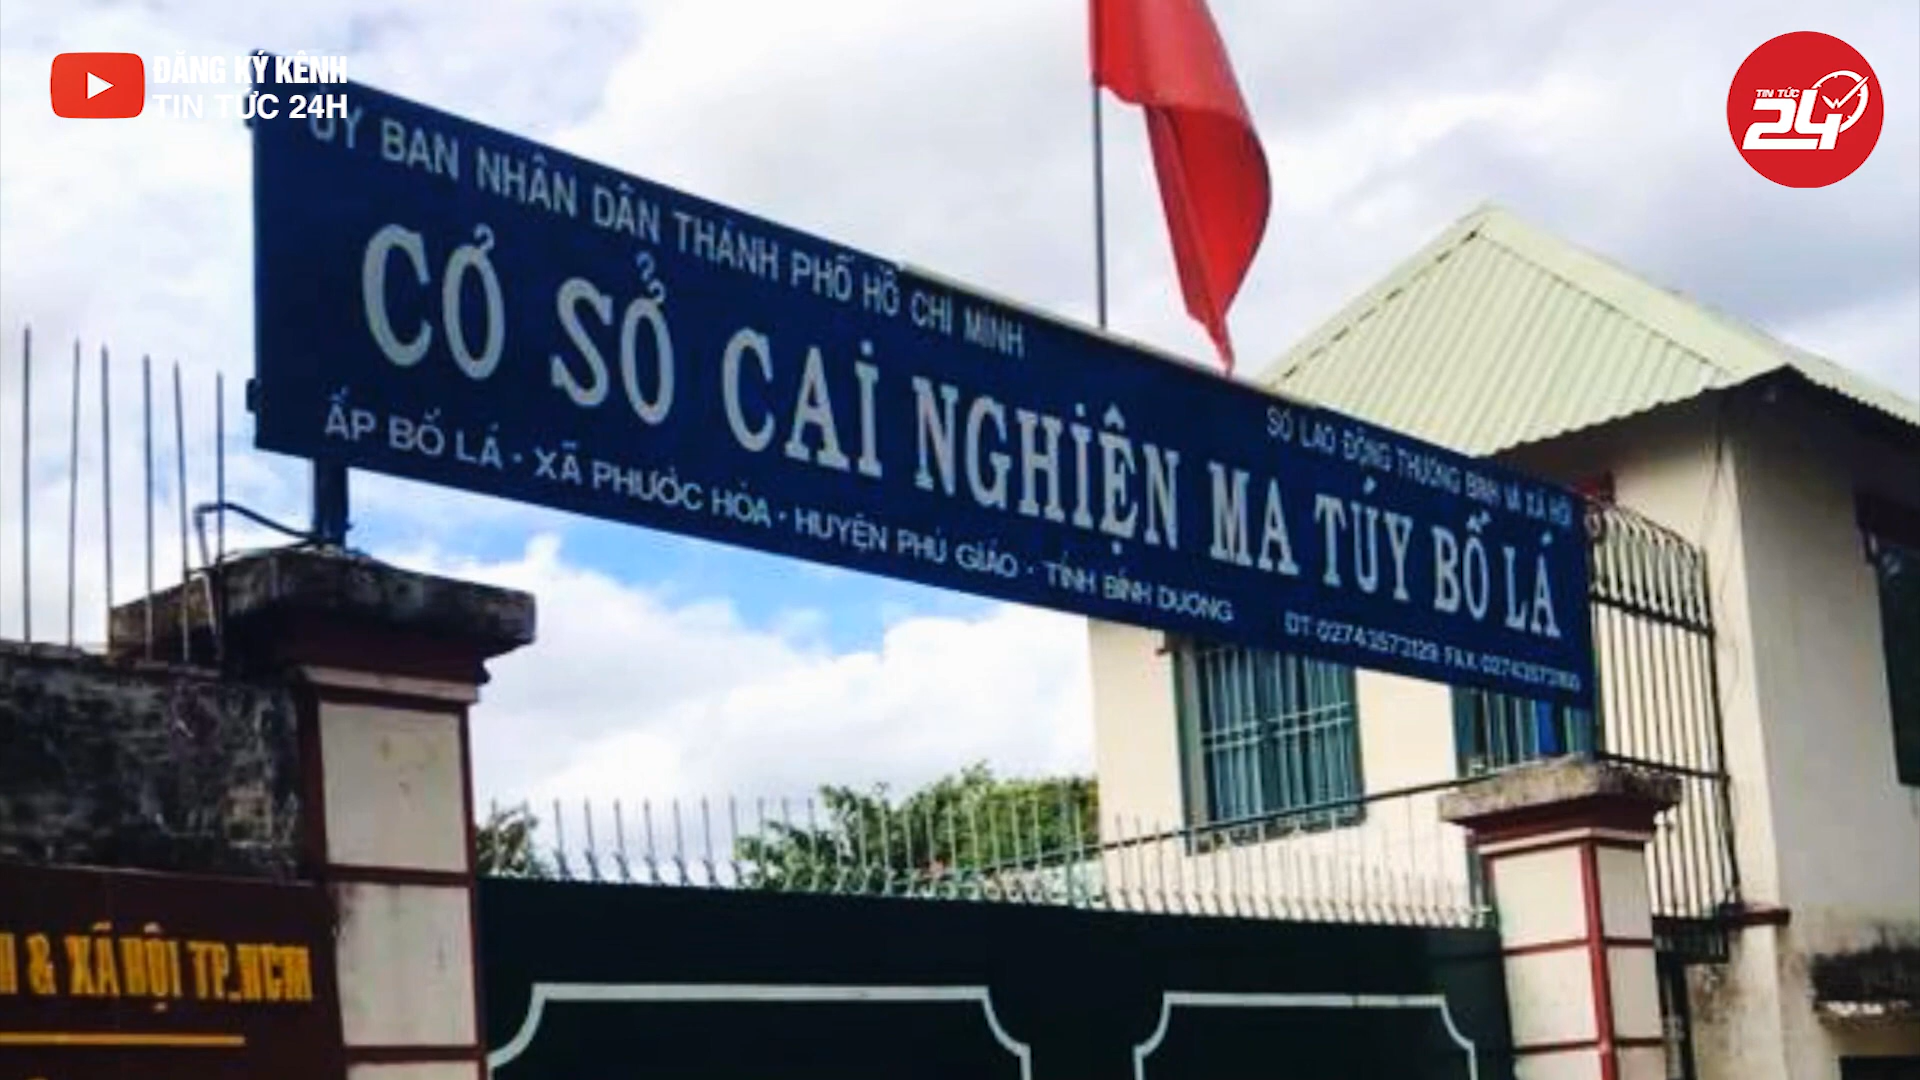 ĐĂNG KÝ KÊNH
TIN TỨC 24H
TIN TỨC
24
ỦY BAN NHÂN DÂN THÀNH PHỐ HỒ CHÍ MINH
SỞ LAO ĐỘNG THƯƠNG BINH VÀ XÃ HỘI
CƠ SỞ CAI NGHIỆN MA TÚY BỐ LÁ
ẤP BỐ LÁ - XÃ PHƯỚC HÒA - HUYỆN PHÚ GIÁO - TỈNH BÌNH DƯƠNG
ĐT 02743573129 FAX
& XÃ HỘI TP.HCM